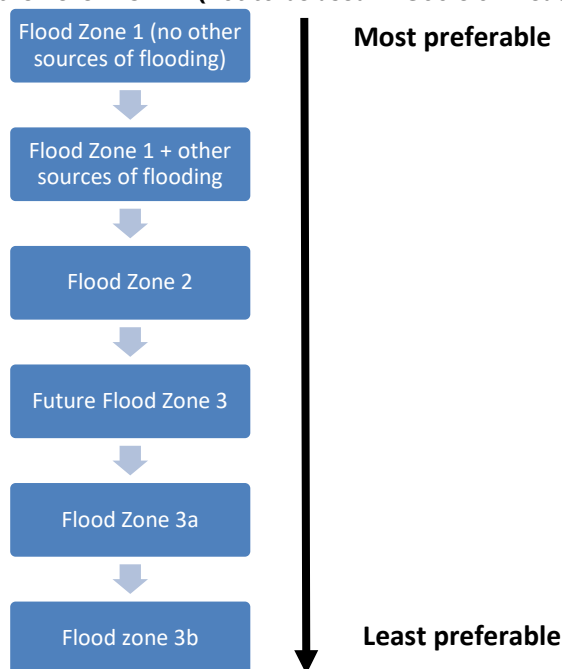 Flood Zone 1 (no other
sources of flooding)
Most preferable
Flood Zone 1 + other
sources of flooding
Flood Zone 2
Future Flood Zone 3
Flood Zone 3a
Flood zone 3b
Least preferable